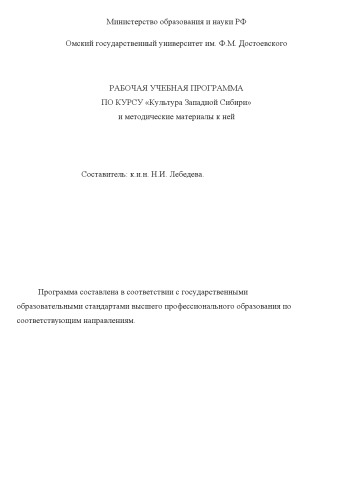 Министерство образования и науки РФ
Омский государственный университет им. Ф.М. Достоевского
РАБОЧАЯ УЧЕБНАЯ ПРОГРАММА
ПО КУРСУ «Культура Западной Сибири»
и методические материалы к ней
Составитель: к.и.н. Н.И. Лебедева.
Программа составлена в соответствии с государственными
образовательными стандартами высшего профессионального образования по
соответствующим направлениям.